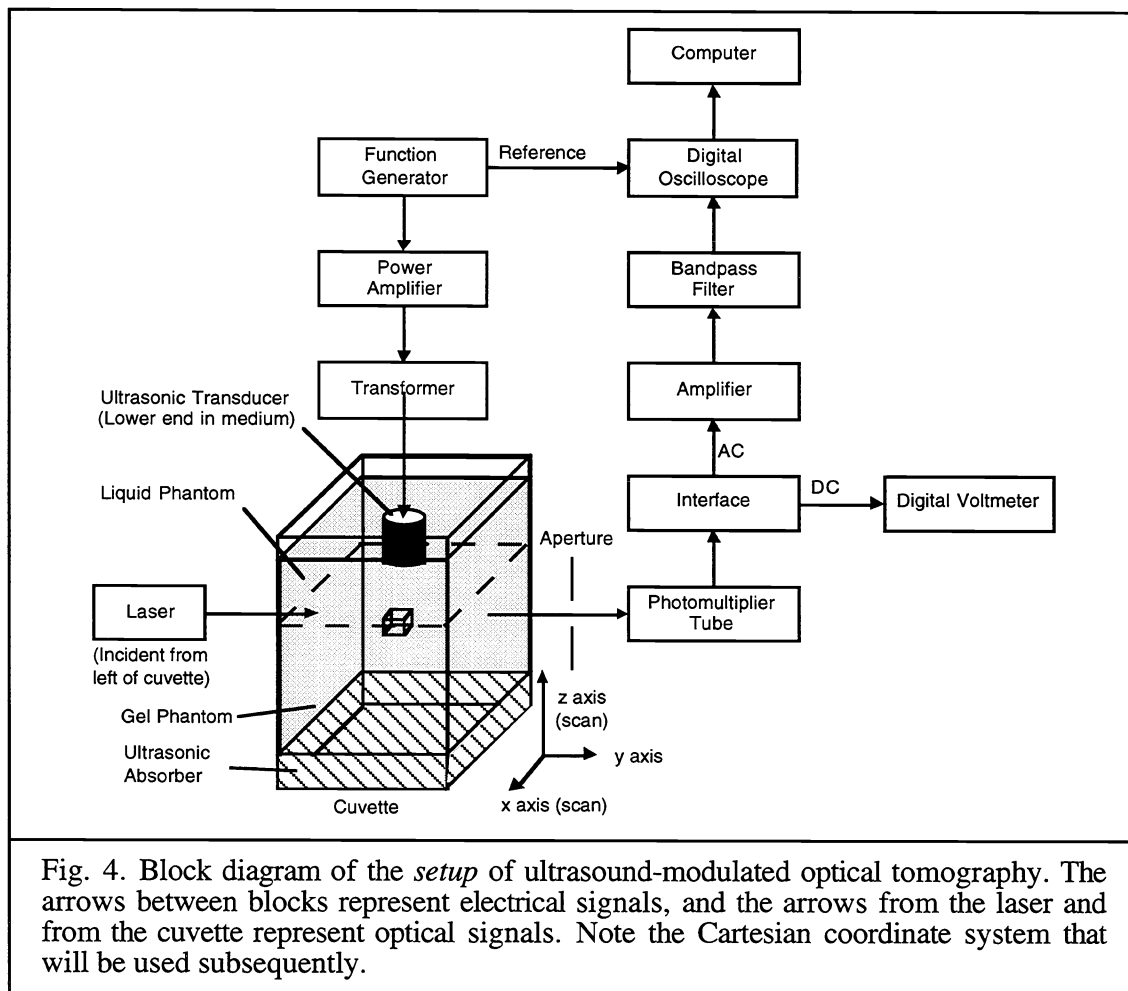 Computer
Function
Generator
Reference
Digital
Oscilloscope
Power
Amplifier
Bandpass
Filter
Transformer
Amplifier
Ultrasonic Transducer
(Lower end in medium)
AC
Liquid Phantom
Interface
DC
Digital Voltmeter
Aperture
Laser
Photomultiplier
Tube
(Incident from
left of cuvette)
z axis
(scan)
Gel Phantom
Ultrasonic
Absorber
y axis
x axis (scan)
Cuvette
Fig. 4. Block diagram of the setup of ultrasound-modulated optical tomography. The
arrows between blocks represent electrical signals, and the arrows from the laser and
from the cuvette represent optical signals. Note the Cartesian coordinate system that
will be used subsequently.